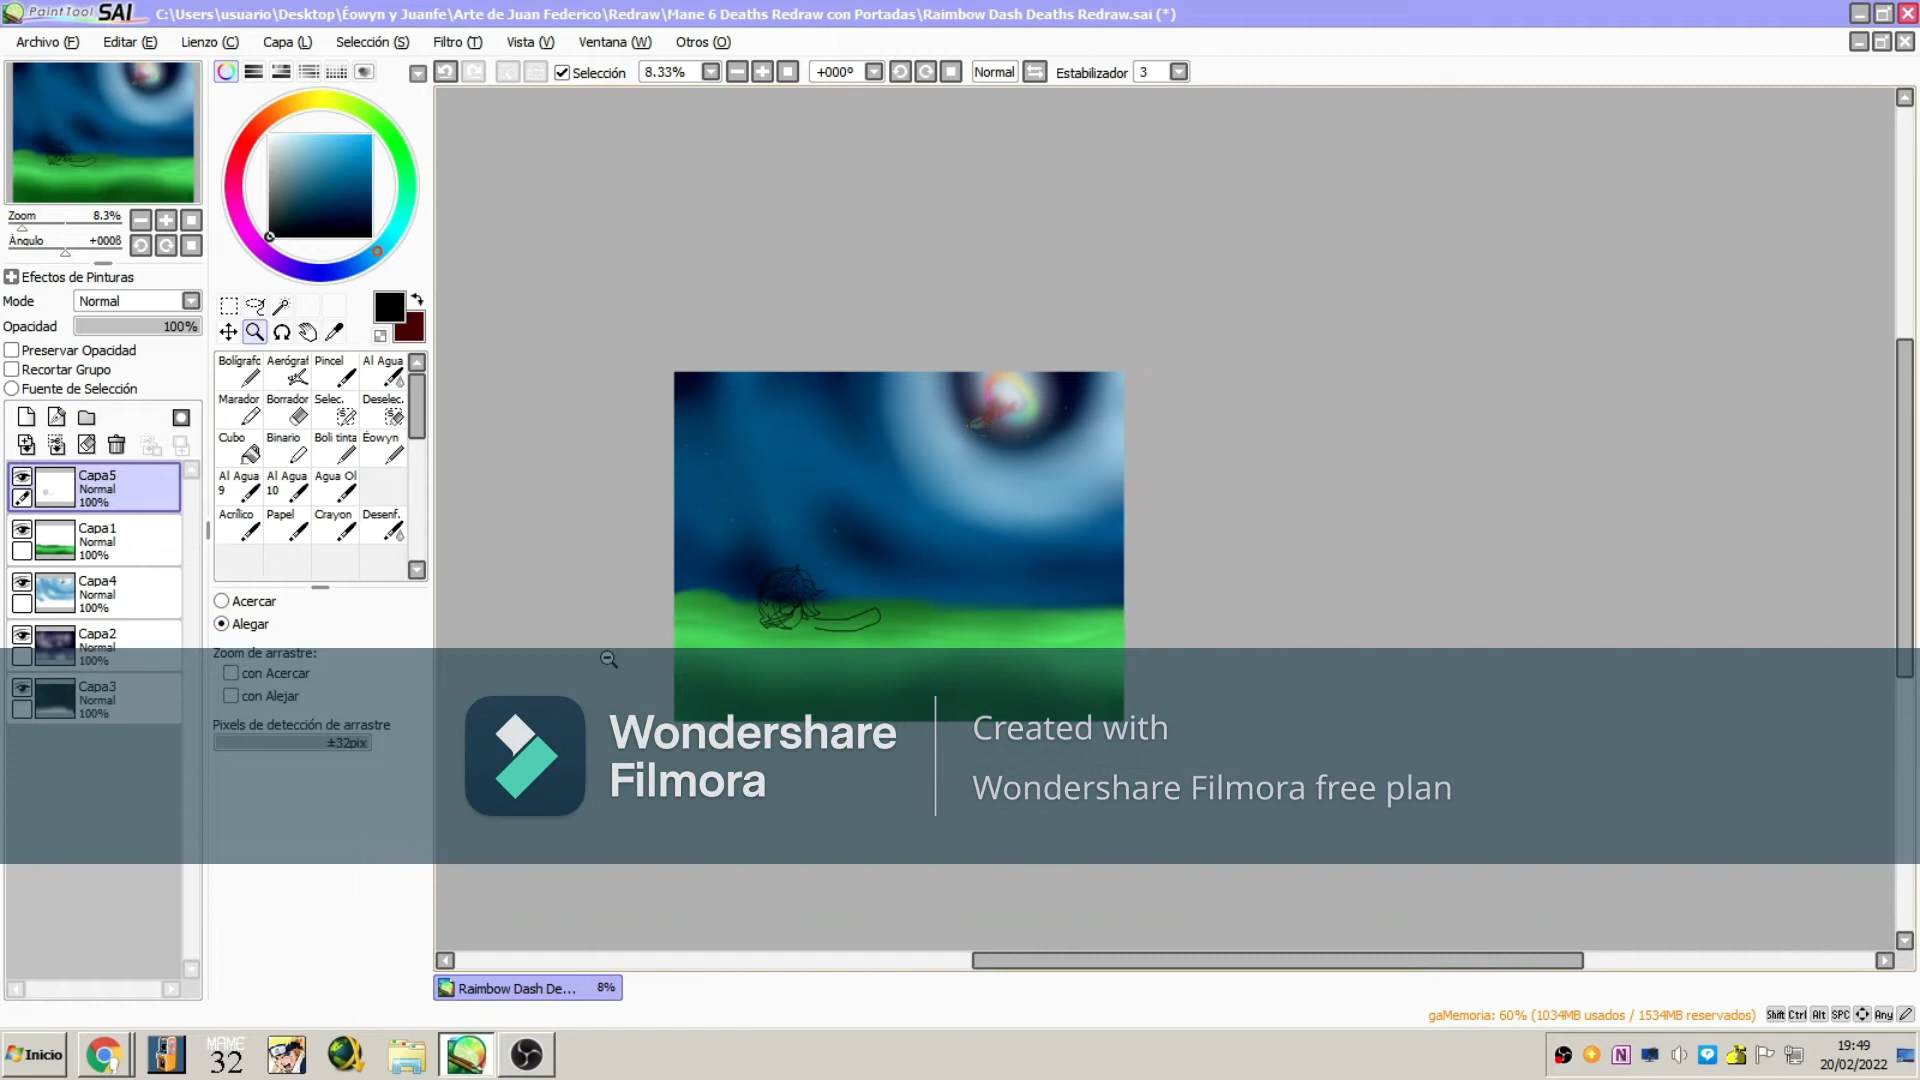 PaintTool SAI C:\Users\usuario\Desktop\Éowyn y Juanfe\Arte de Juan Federico\Redraw\Mane 6 Deaths Redraw con Portadas\Raimbow Dash Deaths Redraw.sai (*)
Archivo (F) Editar (E) Lienzo (C) Capa (L) Selección (S) Filtro (T) Vista (V) Ventana (W) Otros (O)
Selección 8.33% +000º Normal Estabilizador 3
Zoom 8.3%
Ángulo +000ß
Efectos de Pinturas
Mode Normal
Opacidad 100%
Preservar Opacidad
Recortar Grupo
Fuente de Selección
Bolígrafc Aerógraf Pincel Al Agua
Marador Borrador Selec. Deselec.
Cubo Binario Boli tinta Éowyn
Al Agua 9 Al Agua 10 Agua Ol
Acrílico Papel Crayon Desenf.
Capa5
Normal
100%
Capa1
Normal
100%
Capa4
Normal
100%
Capa2
Normal
100%
Capa3
Normal
100%
Acercar
Alegar
Zoom de arrastre:
con Acercar
con Alejar
Pixels de detección de arrastre
±32pix
Wondershare
Filmora
Created with
Wondershare Filmora free plan
Raimbow Dash De... 8%
gaMemoria: 60% (1034MB usados / 1534MB reservados) Shift Ctrl Alt SPC Any
Inicio
MAME
32
N
19:49
20/02/2022